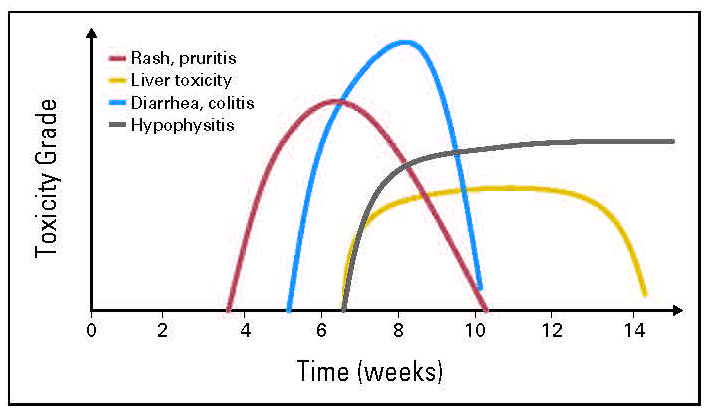 Rash, pruritis
Liver toxicity
Diarrhea, colitis
Hypophysitis
Toxicity Grade
0 2 4 6 8 10 12 14
Time (weeks)